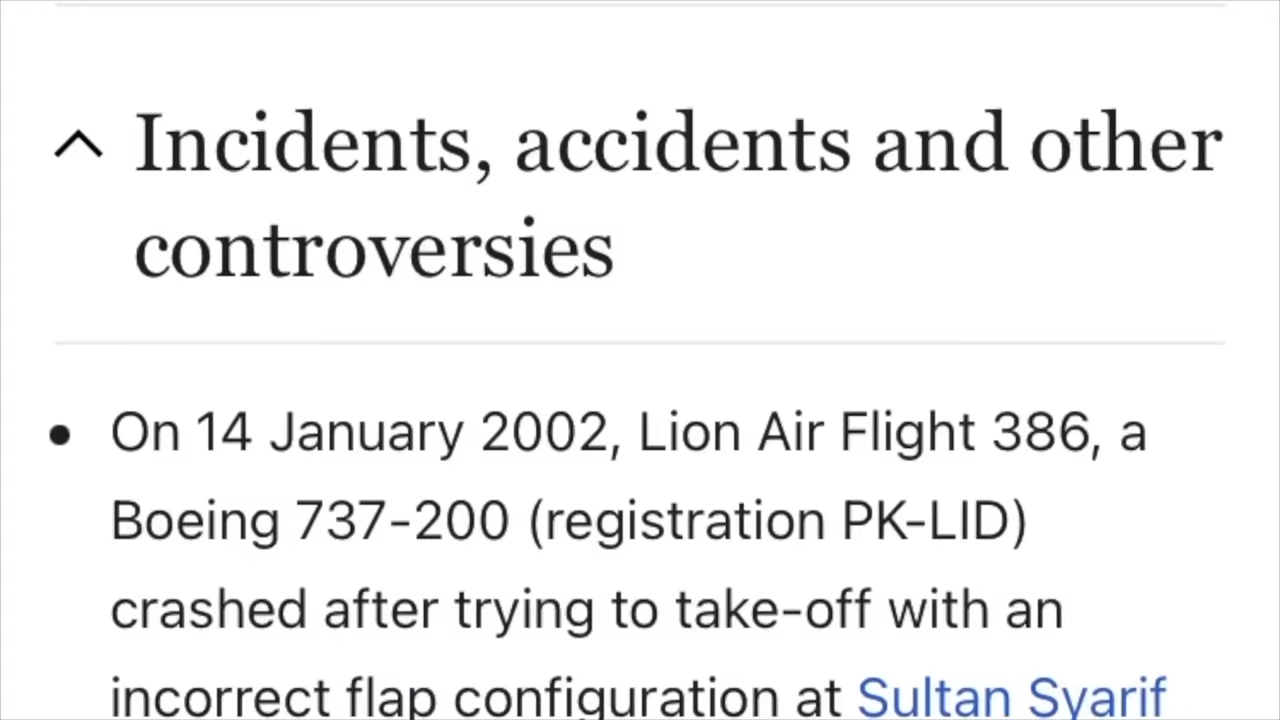 Incidents, accidents and other
controversies
• On 14 January 2002, Lion Air Flight 386, a
Boeing 737-200 (registration PK-LID)
crashed after trying to take-off with an
incorrect flap configuration at Sultan Syarif